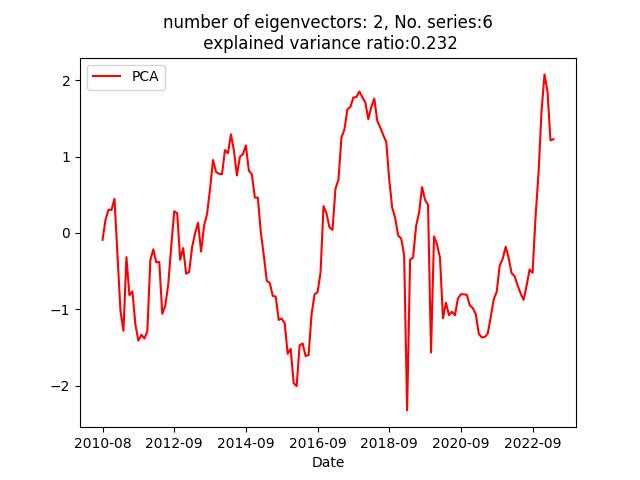 number of eigenvectors: 2, No. series:6
explained variance ratio:0.232
PCA
2
1
0
−1
−2
2010-08 2012-09 2014-09 2016-09 2018-09 2020-09 2022-09
Date